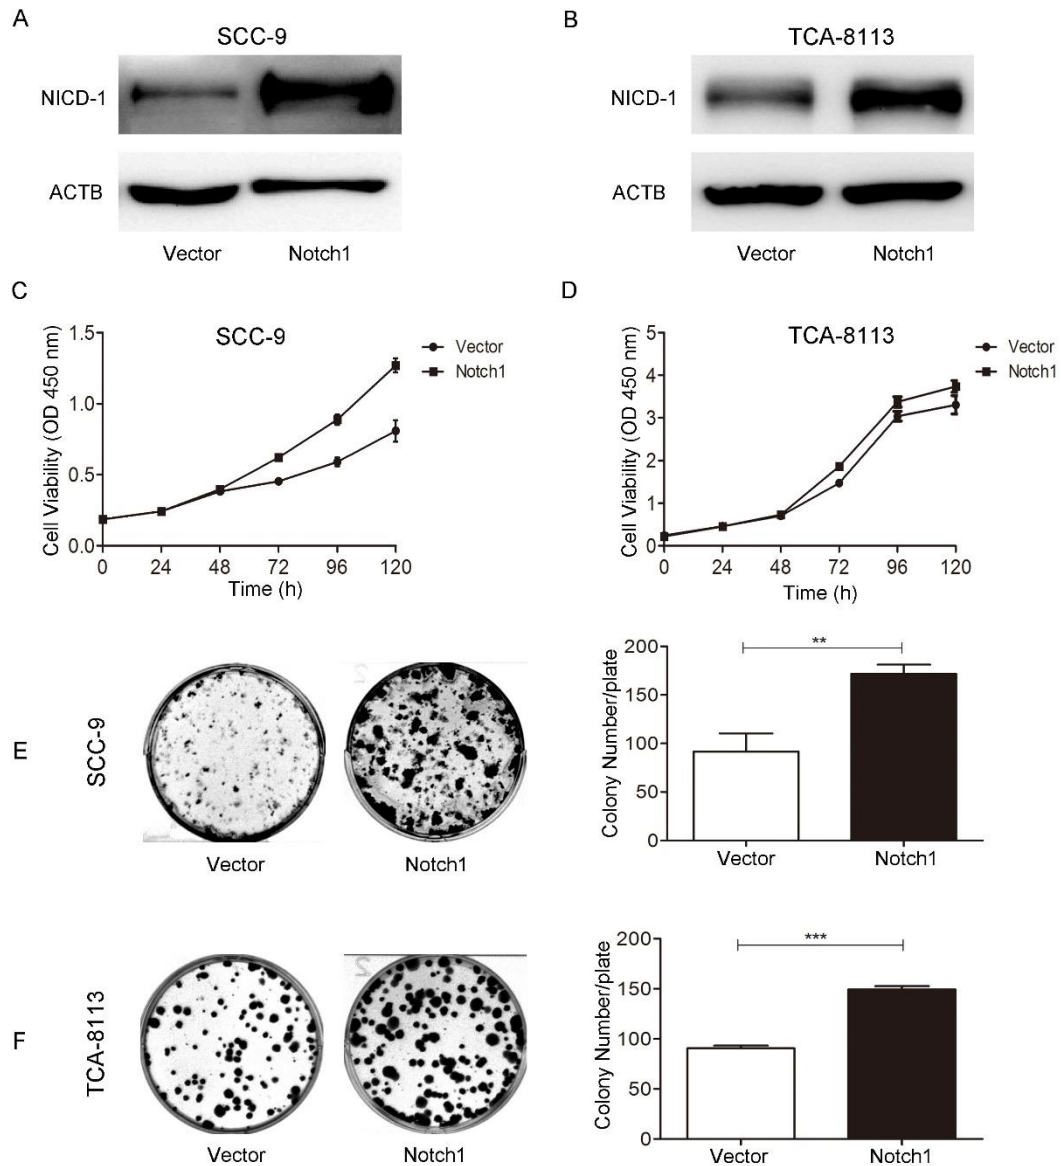 A
SCC-9
NICD-1
ACTB
Vector Notch1
B
TCA-8113
NICD-1
ACTB
Vector Notch1
C
SCC-9
Cell Viability (OD 450 nm)
1.5
1.0
0.5
0.0
0 24 48 72 96 120
Time (h)
Vector
Notch1
D
TCA-8113
Cell Viability (OD 450 nm)
5
4
3
2
1
0
0 24 48 72 96 120
Time (h)
Vector
Notch1
E
SCC-9
2
Vector Notch1
Colony Number/plate
200
150
100
50
0
**
Vector Notch1
F
TCA-8113
2
Vector Notch1
Colony Number/plate
200
150
100
50
0
***
Vector Notch1